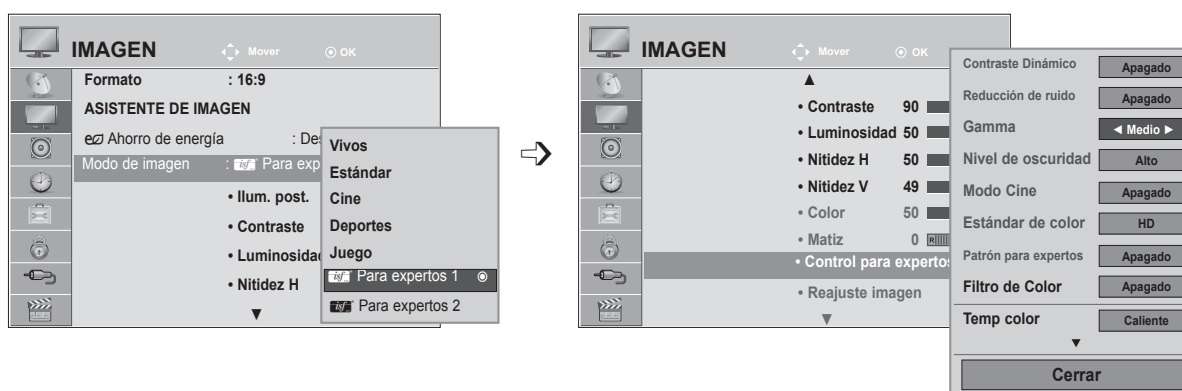 IMAGEN
Mover
OK
Formato : 16:9
ASISTENTE DE IMAGEN
Ahorro de energía : Des
Modo de imagen : isf Para exp
• Ilum. post.
• Contraste
• Luminosidad
• Nitidez H
Vivos
Estándar
Cine
Deportes
Juego
isf Para expertos 1
isf Para expertos 2
IMAGEN
Mover
OK
• Contraste 90
• Luminosidad 50
• Nitidez H 50
• Nitidez V 49
• Color 50
• Matiz 0 R
• Control para expertos
• Reajuste imagen
Contraste Dinámico Apagado
Reducción de ruido Apagado
Gamma ◄ Medio ►
Nivel de oscuridad Alto
Modo Cine Apagado
Estándar de color HD
Patrón para expertos Apagado
Filtro de Color Apagado
Temp color Caliente
Cerrar